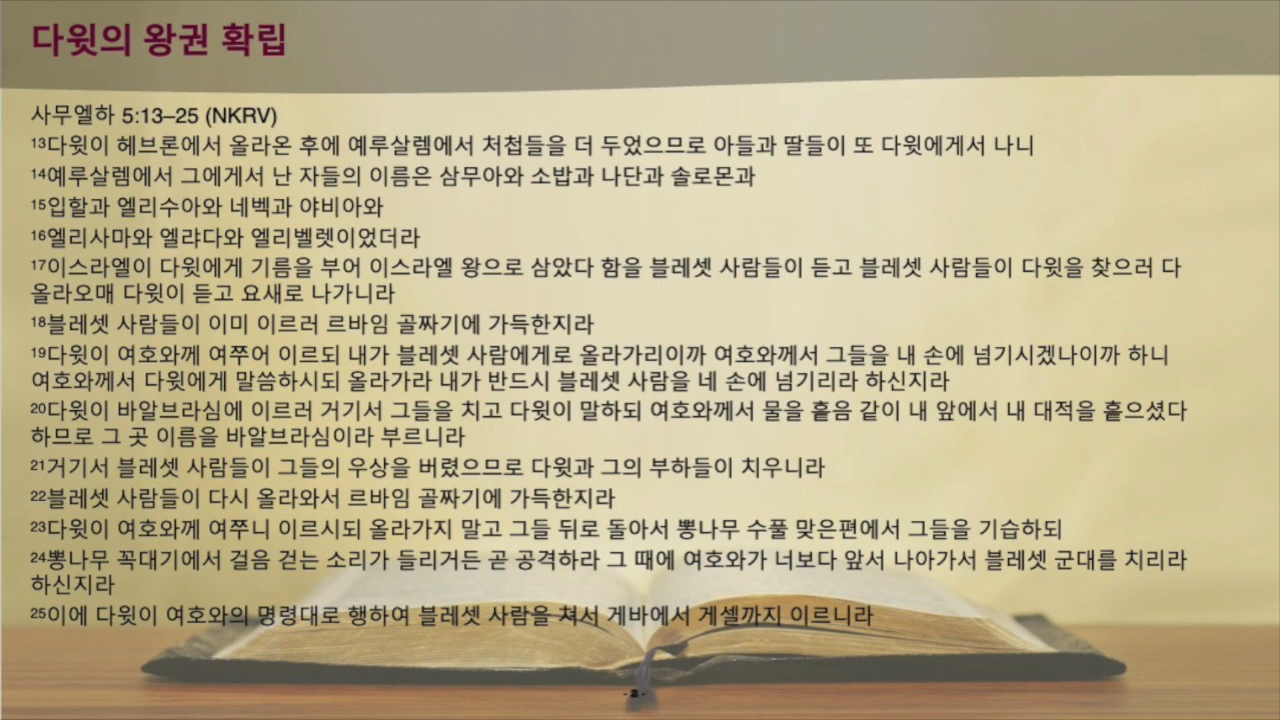 다윗의 왕권 확립
사무엘하 5:13–25 (NKRV)
13다윗이 헤브론에서 올라온 후에 예루살렘에서 처첩들을 더 두었으므로 아들과 딸들이 또 다윗에게서 나니
14예루살렘에서 그에게서 난 자들의 이름은 삼무아와 소밥과 나단과 솔로몬과
15입할과 엘리수아와 네벡과 야비아와
16엘리사마와 엘랴다와 엘리벨렛이었더라
17이스라엘이 다윗에게 기름을 부어 이스라엘 왕으로 삼았다 함을 블레셋 사람들이 듣고 블레셋 사람들이 다윗을 찾으러 다
올라오매 다윗이 듣고 요새로 나가니라
18블레셋 사람들이 이미 이르러 르바임 골짜기에 가득한지라
19다윗이 여호와께 여쭈어 이르되 내가 블레셋 사람에게로 올라가리이까 여호와께서 그들을 내 손에 넘기시겠나이까 하니
여호와께서 다윗에게 말씀하시되 올라가라 내가 반드시 블레셋 사람을 네 손에 넘기리라 하신지라
20다윗이 바알브라심에 이르러 거기서 그들을 치고 다윗이 말하되 여호와께서 물을 흩음 같이 내 앞에서 내 대적을 흩으셨다
하므로 그 곳 이름을 바알브라심이라 부르니라
21거기서 블레셋 사람들이 그들의 우상을 버렸으므로 다윗과 그의 부하들이 치우니라
22블레셋 사람들이 다시 올라와서 르바임 골짜기에 가득한지라
23다윗이 여호와께 여쭈니 이르시되 올라가지 말고 그들 뒤로 돌아서 뽕나무 수풀 맞은편에서 그들을 기습하되
24뽕나무 꼭대기에서 걸음 걷는 소리가 들리거든 곧 공격하라 그 때에 여호와가 너보다 앞서 나아가서 블레셋 군대를 치리라
하신지라
25이에 다윗이 여호와의 명령대로 행하여 블레셋 사람을 쳐서 게바에서 게셀까지 이르니라
- 2 -